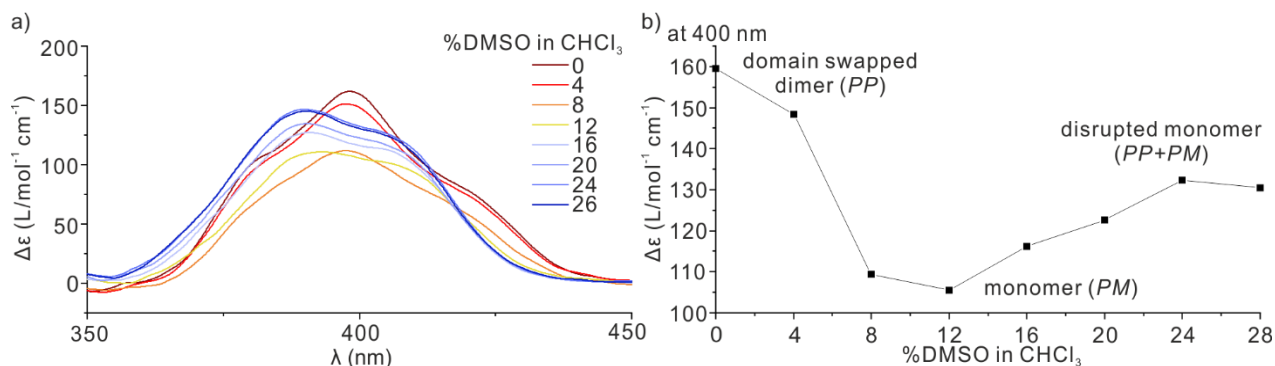 a)
Δε (L/mol⁻¹ cm⁻¹)
200
150
100
50
0
350
400
450
λ (nm)
%DMSO in CHCl₃
0
4
8
12
16
20
24
26
b)
at 400 nm
Δε (L/mol⁻¹ cm⁻¹)
160
150
140
130
120
110
100
0
4
8
12
16
20
24
28
%DMSO in CHCl₃
domain swapped
dimer (PP)
disrupted monomer
(PP+PM)
monomer (PM)